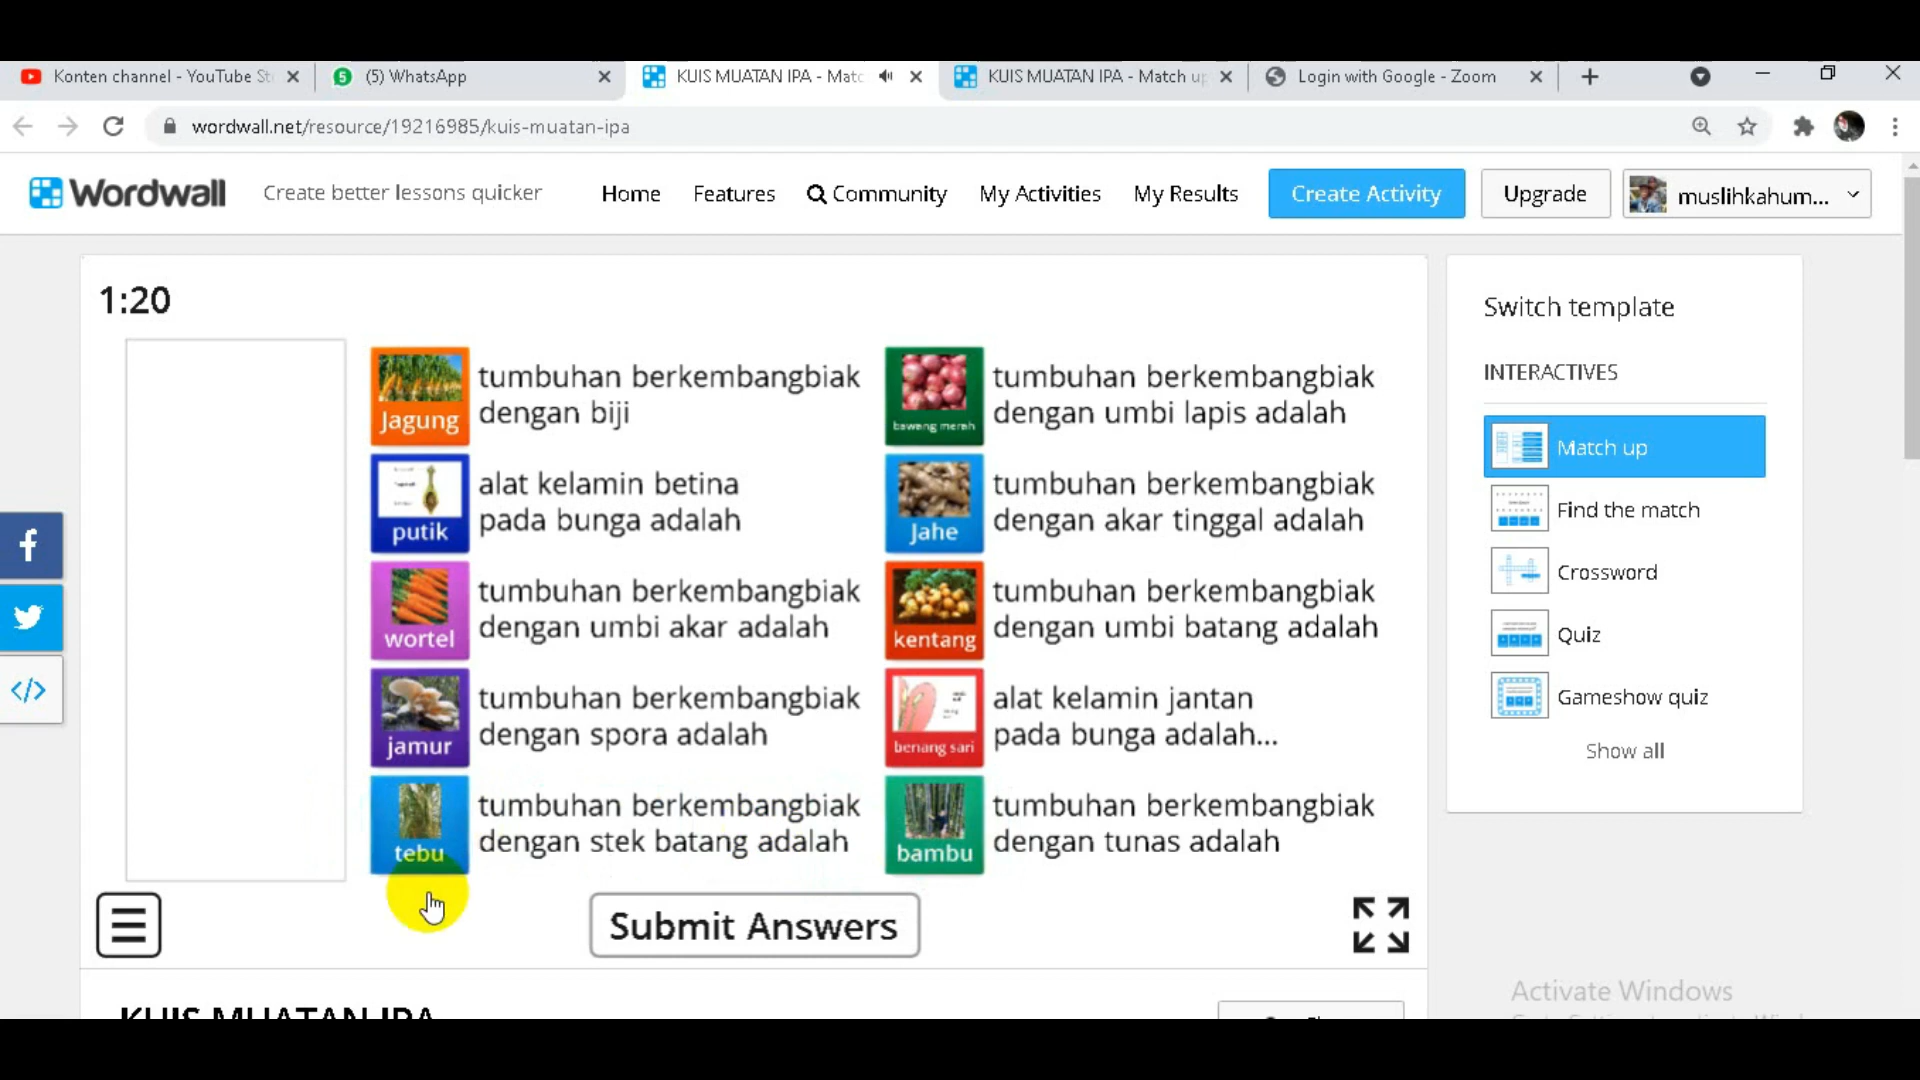 Konten channel - YouTube St
5
(5) WhatsApp
KUIS MUATAN IPA - Matc
KUIS MUATAN IPA - Match up
Login with Google - Zoom
wordwall.net/resource/19216985/kuis-muatan-ipa
Wordwall
Create better lessons quicker
Home
Features
Community
My Activities
My Results
Create Activity
Upgrade
muslihkahum...
1:20
Jagung
tumbuhan berkembangbiak
dengan biji
putik
alat kelamin betina
pada bunga adalah
wortel
tumbuhan berkembangbiak
dengan umbi akar adalah
jamur
tumbuhan berkembangbiak
dengan spora adalah
tebu
tumbuhan berkembangbiak
dengan stek batang adalah
bawang merah
tumbuhan berkembangbiak
dengan umbi lapis adalah
Jahe
tumbuhan berkembangbiak
dengan akar tinggal adalah
kentang
tumbuhan berkembangbiak
dengan umbi batang adalah
benang sari
alat kelamin jantan
pada bunga adalah...
bambu
tumbuhan berkembangbiak
dengan tunas adalah
Submit Answers
KUIS MUATAN IPA
Switch template
INTERACTIVES
Match up
Find the match
Crossword
Quiz
Gameshow quiz
Show all
Activate Windows